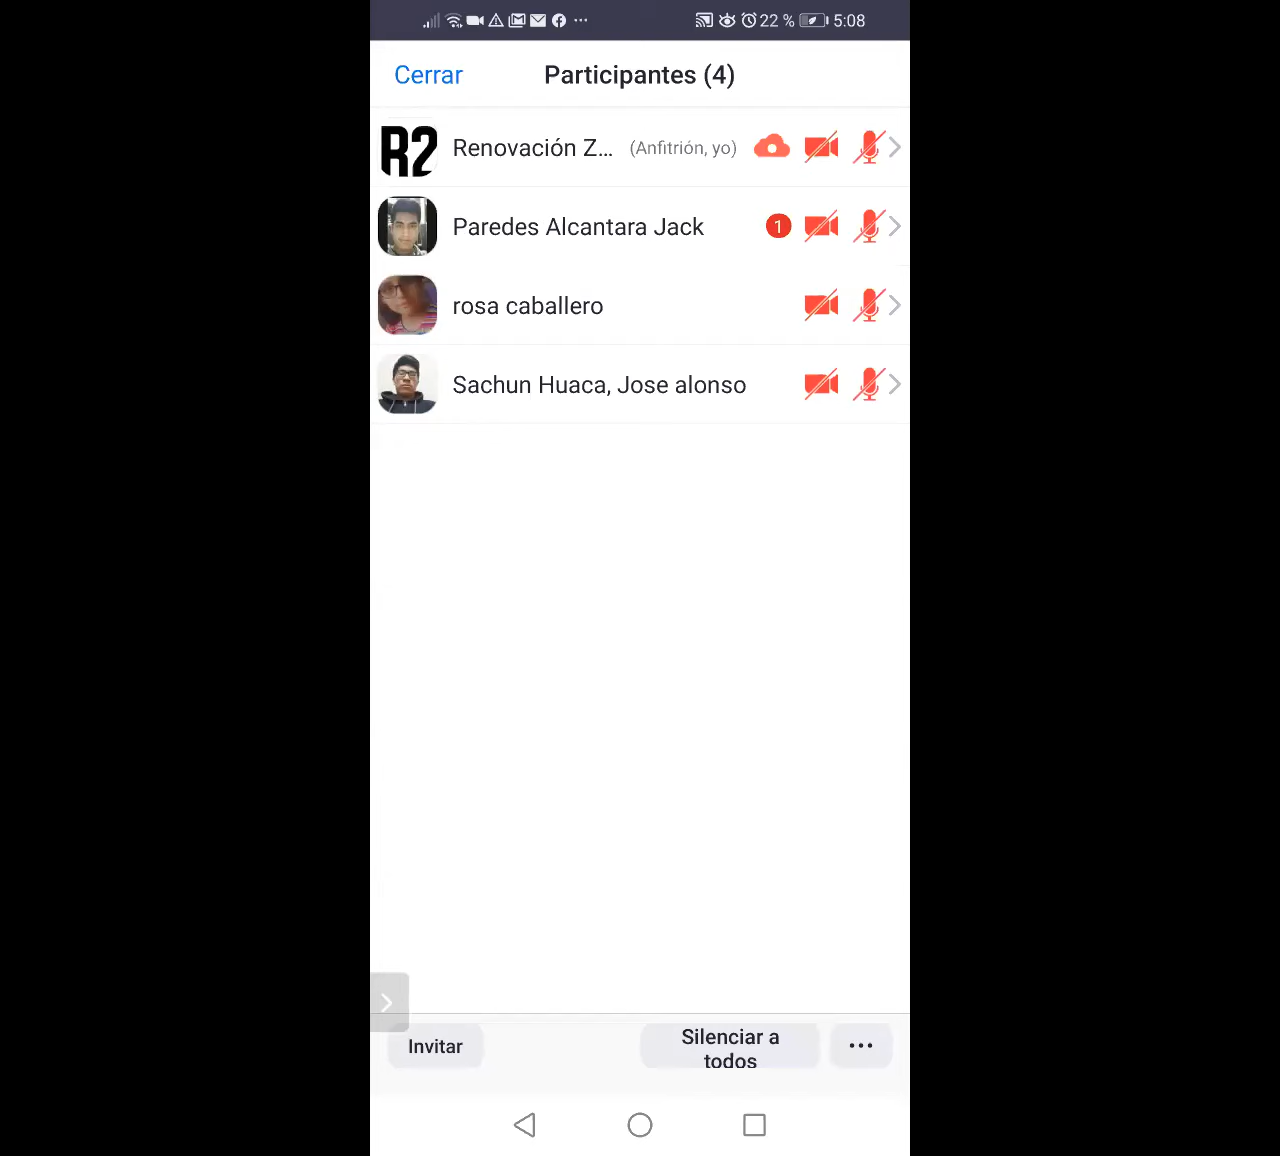 22 % 5:08
Cerrar Participantes (4)
R2 Renovación Z... (Anfitrión, yo)
Paredes Alcantara Jack 1
rosa caballero
Sachun Huaca, Jose alonso
Invitar
Silenciar a
todos